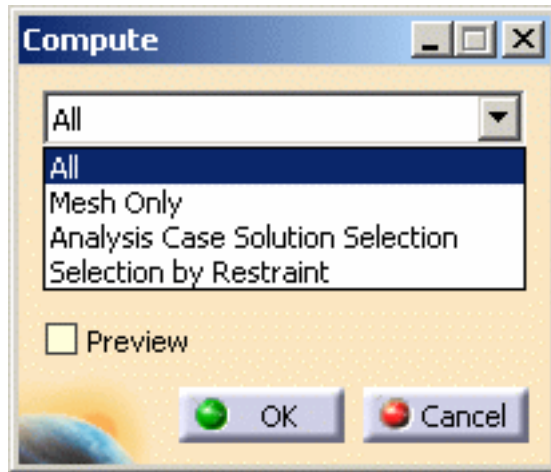 Compute
All
All
Mesh Only
Analysis Case Solution Selection
Selection by Restraint
Preview
OK Cancel